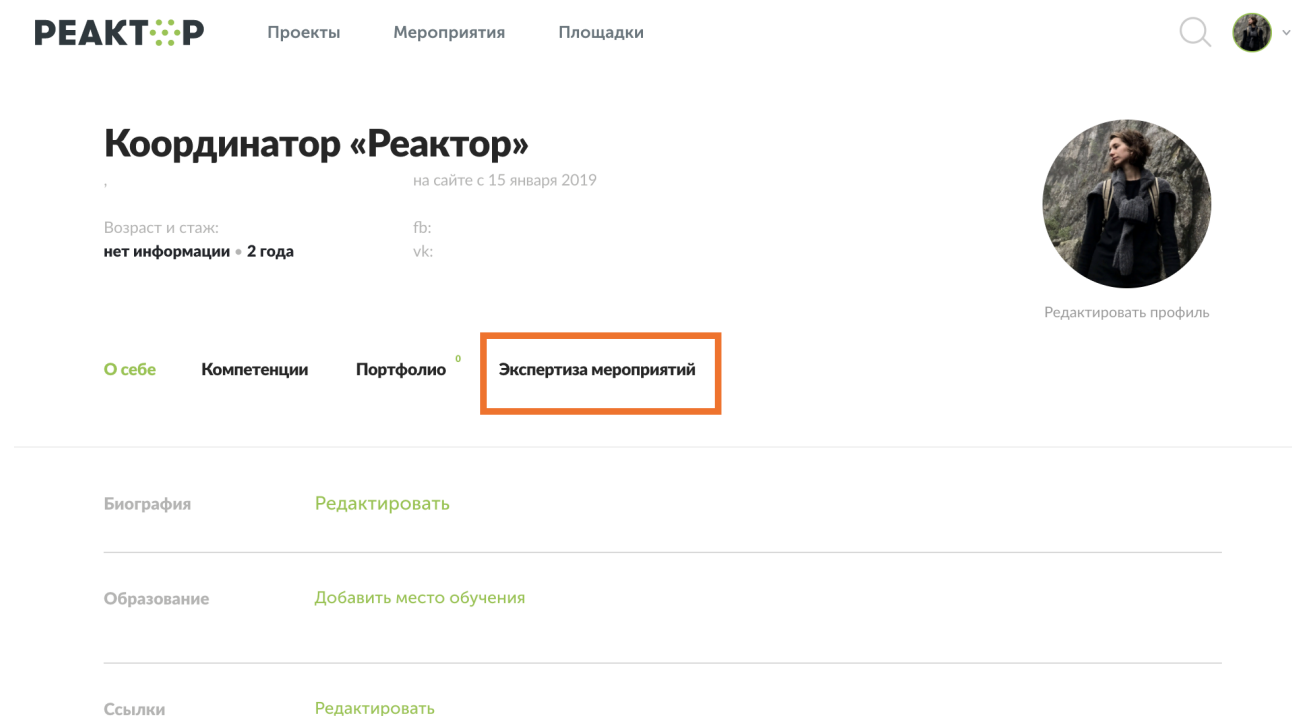 РЕАКТОР Проекты Мероприятия Площадки
Координатор «Реактор»
, на сайте с 15 января 2019
Возраст и стаж: fb:
нет информации • 2 года vk:
Редактировать профиль
О себе Компетенции Портфолио 0 Экспертиза мероприятий
Биография Редактировать
Образование Добавить место обучения
Ссылки Редактировать